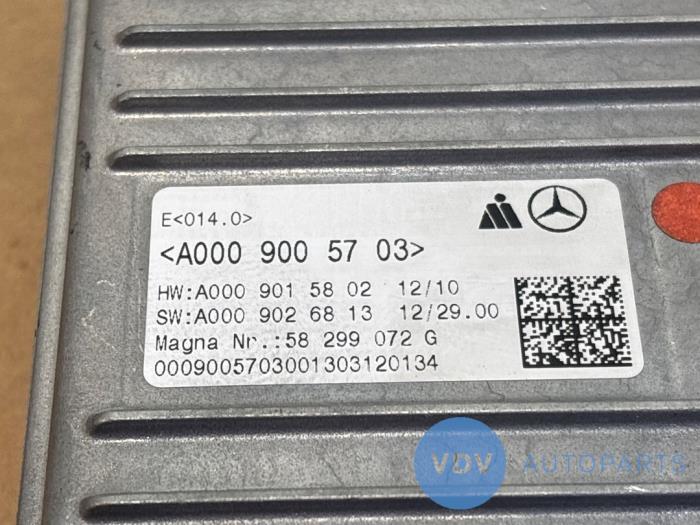 E<014.0>
<A000 900 57 03>
HW:A000 901 58 02 12/10
SW:A000 902 68 13 12/29.00
Magna Nr.:58 299 072 G
0009005703001303120134
VDV AUTOPARTS